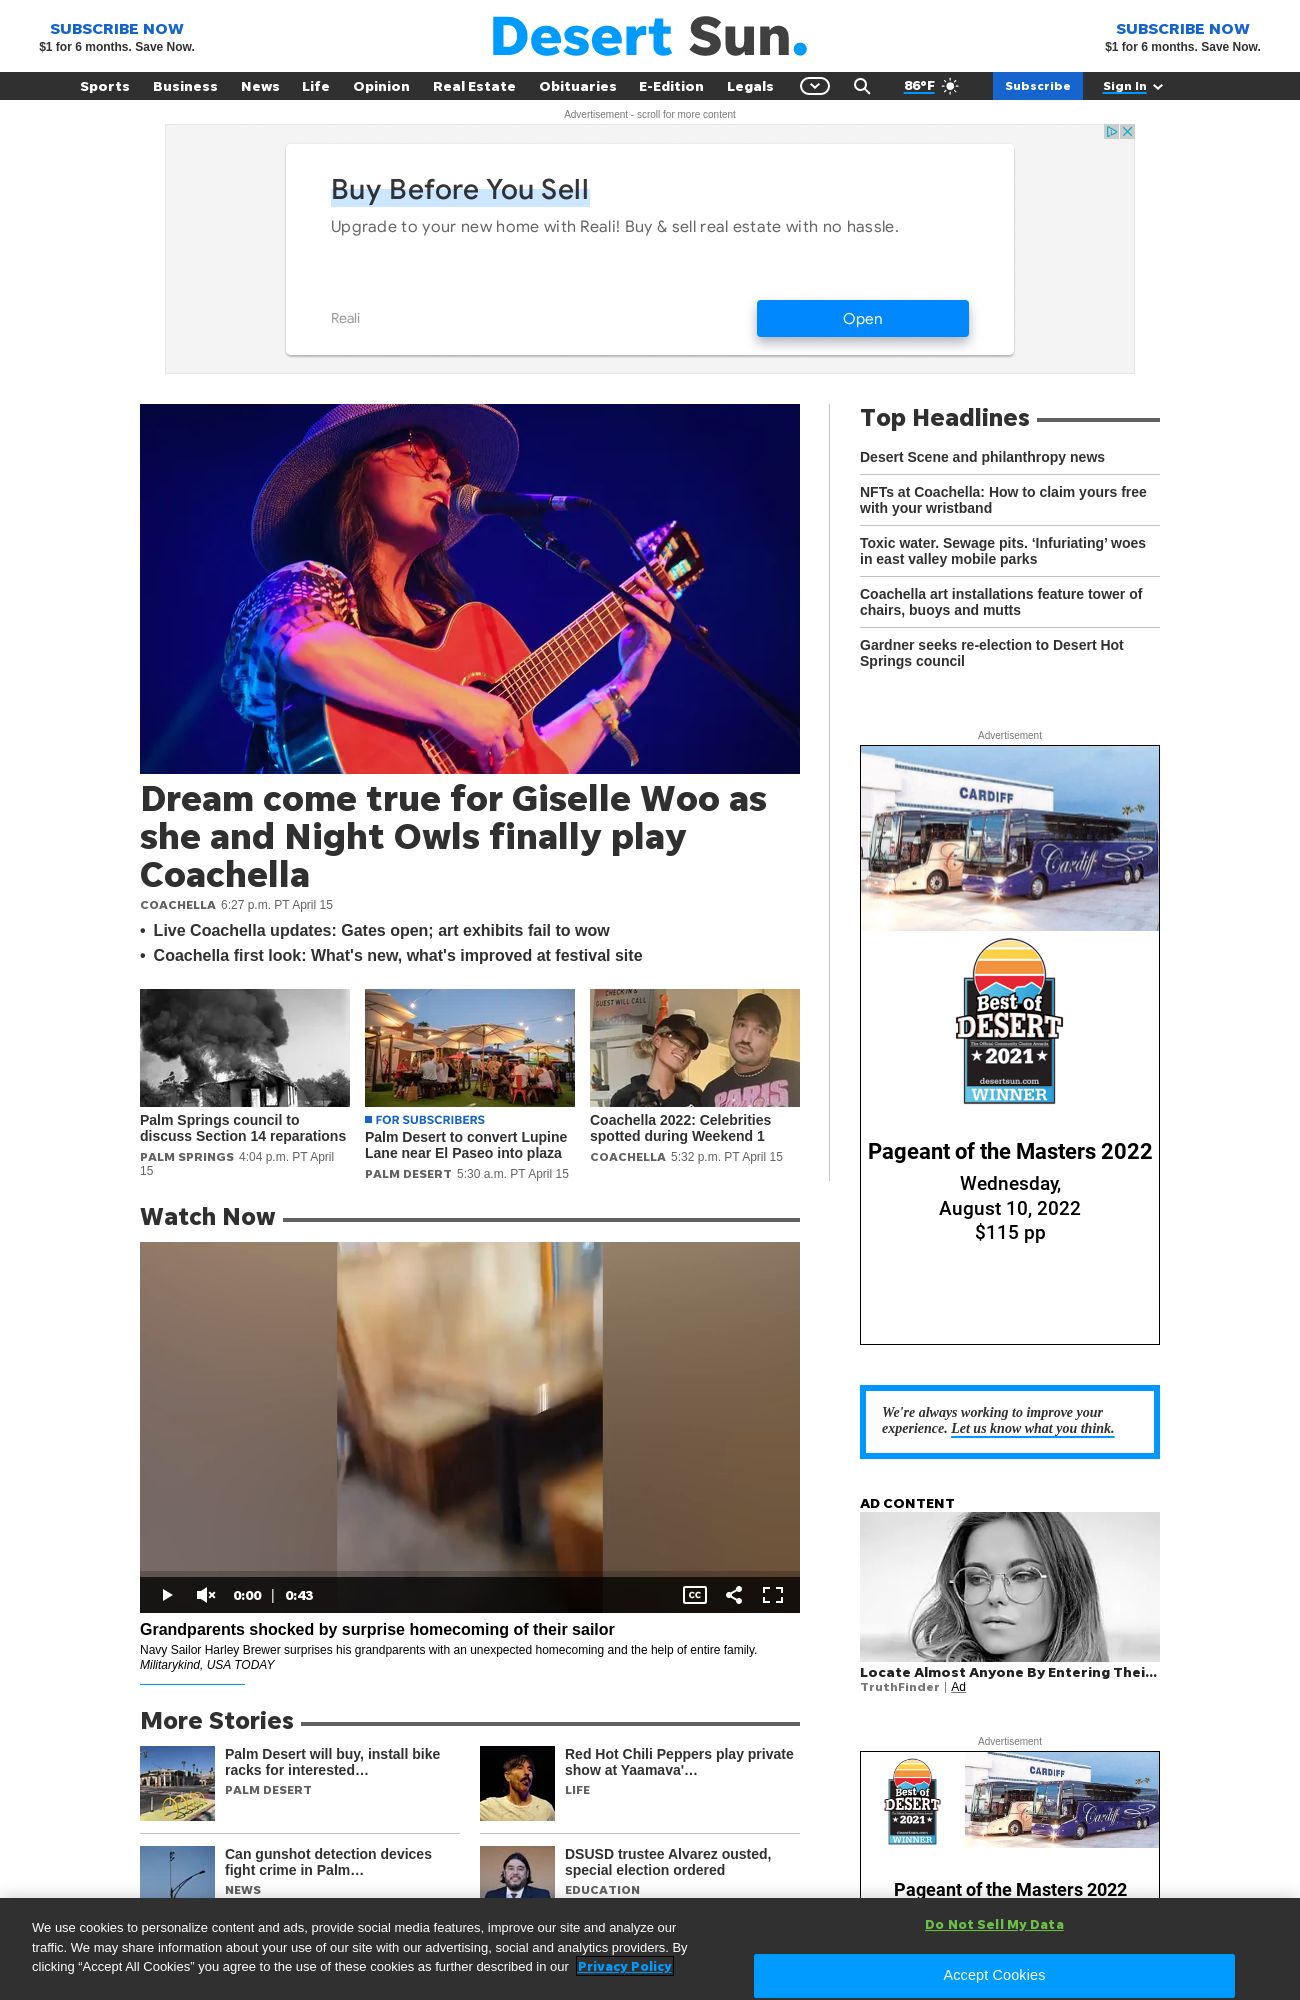 SUBSCRIBE NOW
$1 for 6 months. Save Now.
Desert Sun.
SUBSCRIBE NOW
$1 for 6 months. Save Now.
Sports Business News Life Opinion Real Estate Obituaries E-Edition Legals 86°F Subscribe Sign In
Advertisement - scroll for more content
Buy Before You Sell
Upgrade to your new home with Reali! Buy & sell real estate with no hassle.
Reali
Open
Dream come true for Giselle Woo as
she and Night Owls finally play
Coachella
COACHELLA 6:27 p.m. PT April 15
• Live Coachella updates: Gates open; art exhibits fail to wow
• Coachella first look: What's new, what's improved at festival site
CHECK IN &
GUEST WILL CALL
PARIS
Palm Springs council to
discuss Section 14 reparations
PALM SPRINGS 4:04 p.m. PT April
15
FOR SUBSCRIBERS
Palm Desert to convert Lupine
Lane near El Paseo into plaza
PALM DESERT 5:30 a.m. PT April 15
Coachella 2022: Celebrities
spotted during Weekend 1
COACHELLA 5:32 p.m. PT April 15
Top Headlines
Desert Scene and philanthropy news
NFTs at Coachella: How to claim yours free
with your wristband
Toxic water. Sewage pits. ‘Infuriating’ woes
in east valley mobile parks
Coachella art installations feature tower of
chairs, buoys and mutts
Gardner seeks re-election to Desert Hot
Springs council
Advertisement
CARDIFF
Cardiff
Best of
DESERT
The Official Community Choice Awards
★2021★
desertsun.com
WINNER
Pageant of the Masters 2022
Wednesday,
August 10, 2022
$115 pp
Watch Now
0:00 | 0:43
CC
Grandparents shocked by surprise homecoming of their sailor
Navy Sailor Harley Brewer surprises his grandparents with an unexpected homecoming and the help of entire family.
Militarykind, USA TODAY
We're always working to improve your
experience. Let us know what you think.
AD CONTENT
Locate Almost Anyone By Entering Thei...
TruthFinder | Ad
More Stories
Palm Desert will buy, install bike
racks for interested…
PALM DESERT
Red Hot Chili Peppers play private
show at Yaamava'…
LIFE
Can gunshot detection devices
fight crime in Palm…
NEWS
DSUSD trustee Alvarez ousted,
special election ordered
EDUCATION
Advertisement
Best of
DESERT
★2021★
WINNER
CARDIFF
Cardiff
Pageant of the Masters 2022
We use cookies to personalize content and ads, provide social media features, improve our site and analyze our
traffic. We may share information about your use of our site with our advertising, social and analytics providers. By
clicking “Accept All Cookies” you agree to the use of these cookies as further described in our Privacy Policy
Do Not Sell My Data
Accept Cookies